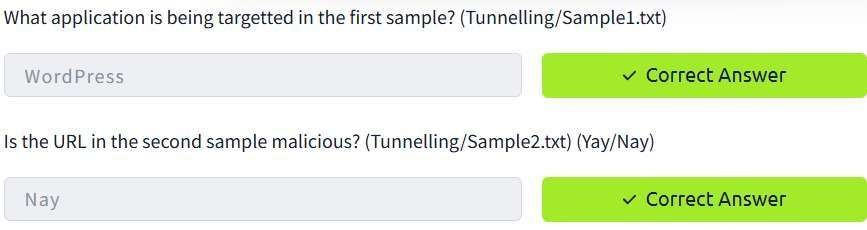 What application is being targetted in the first sample? (Tunnelling/Sample1.txt)
WordPress
✓ Correct Answer
Is the URL in the second sample malicious? (Tunnelling/Sample2.txt) (Yay/Nay)
Nay
✓ Correct Answer